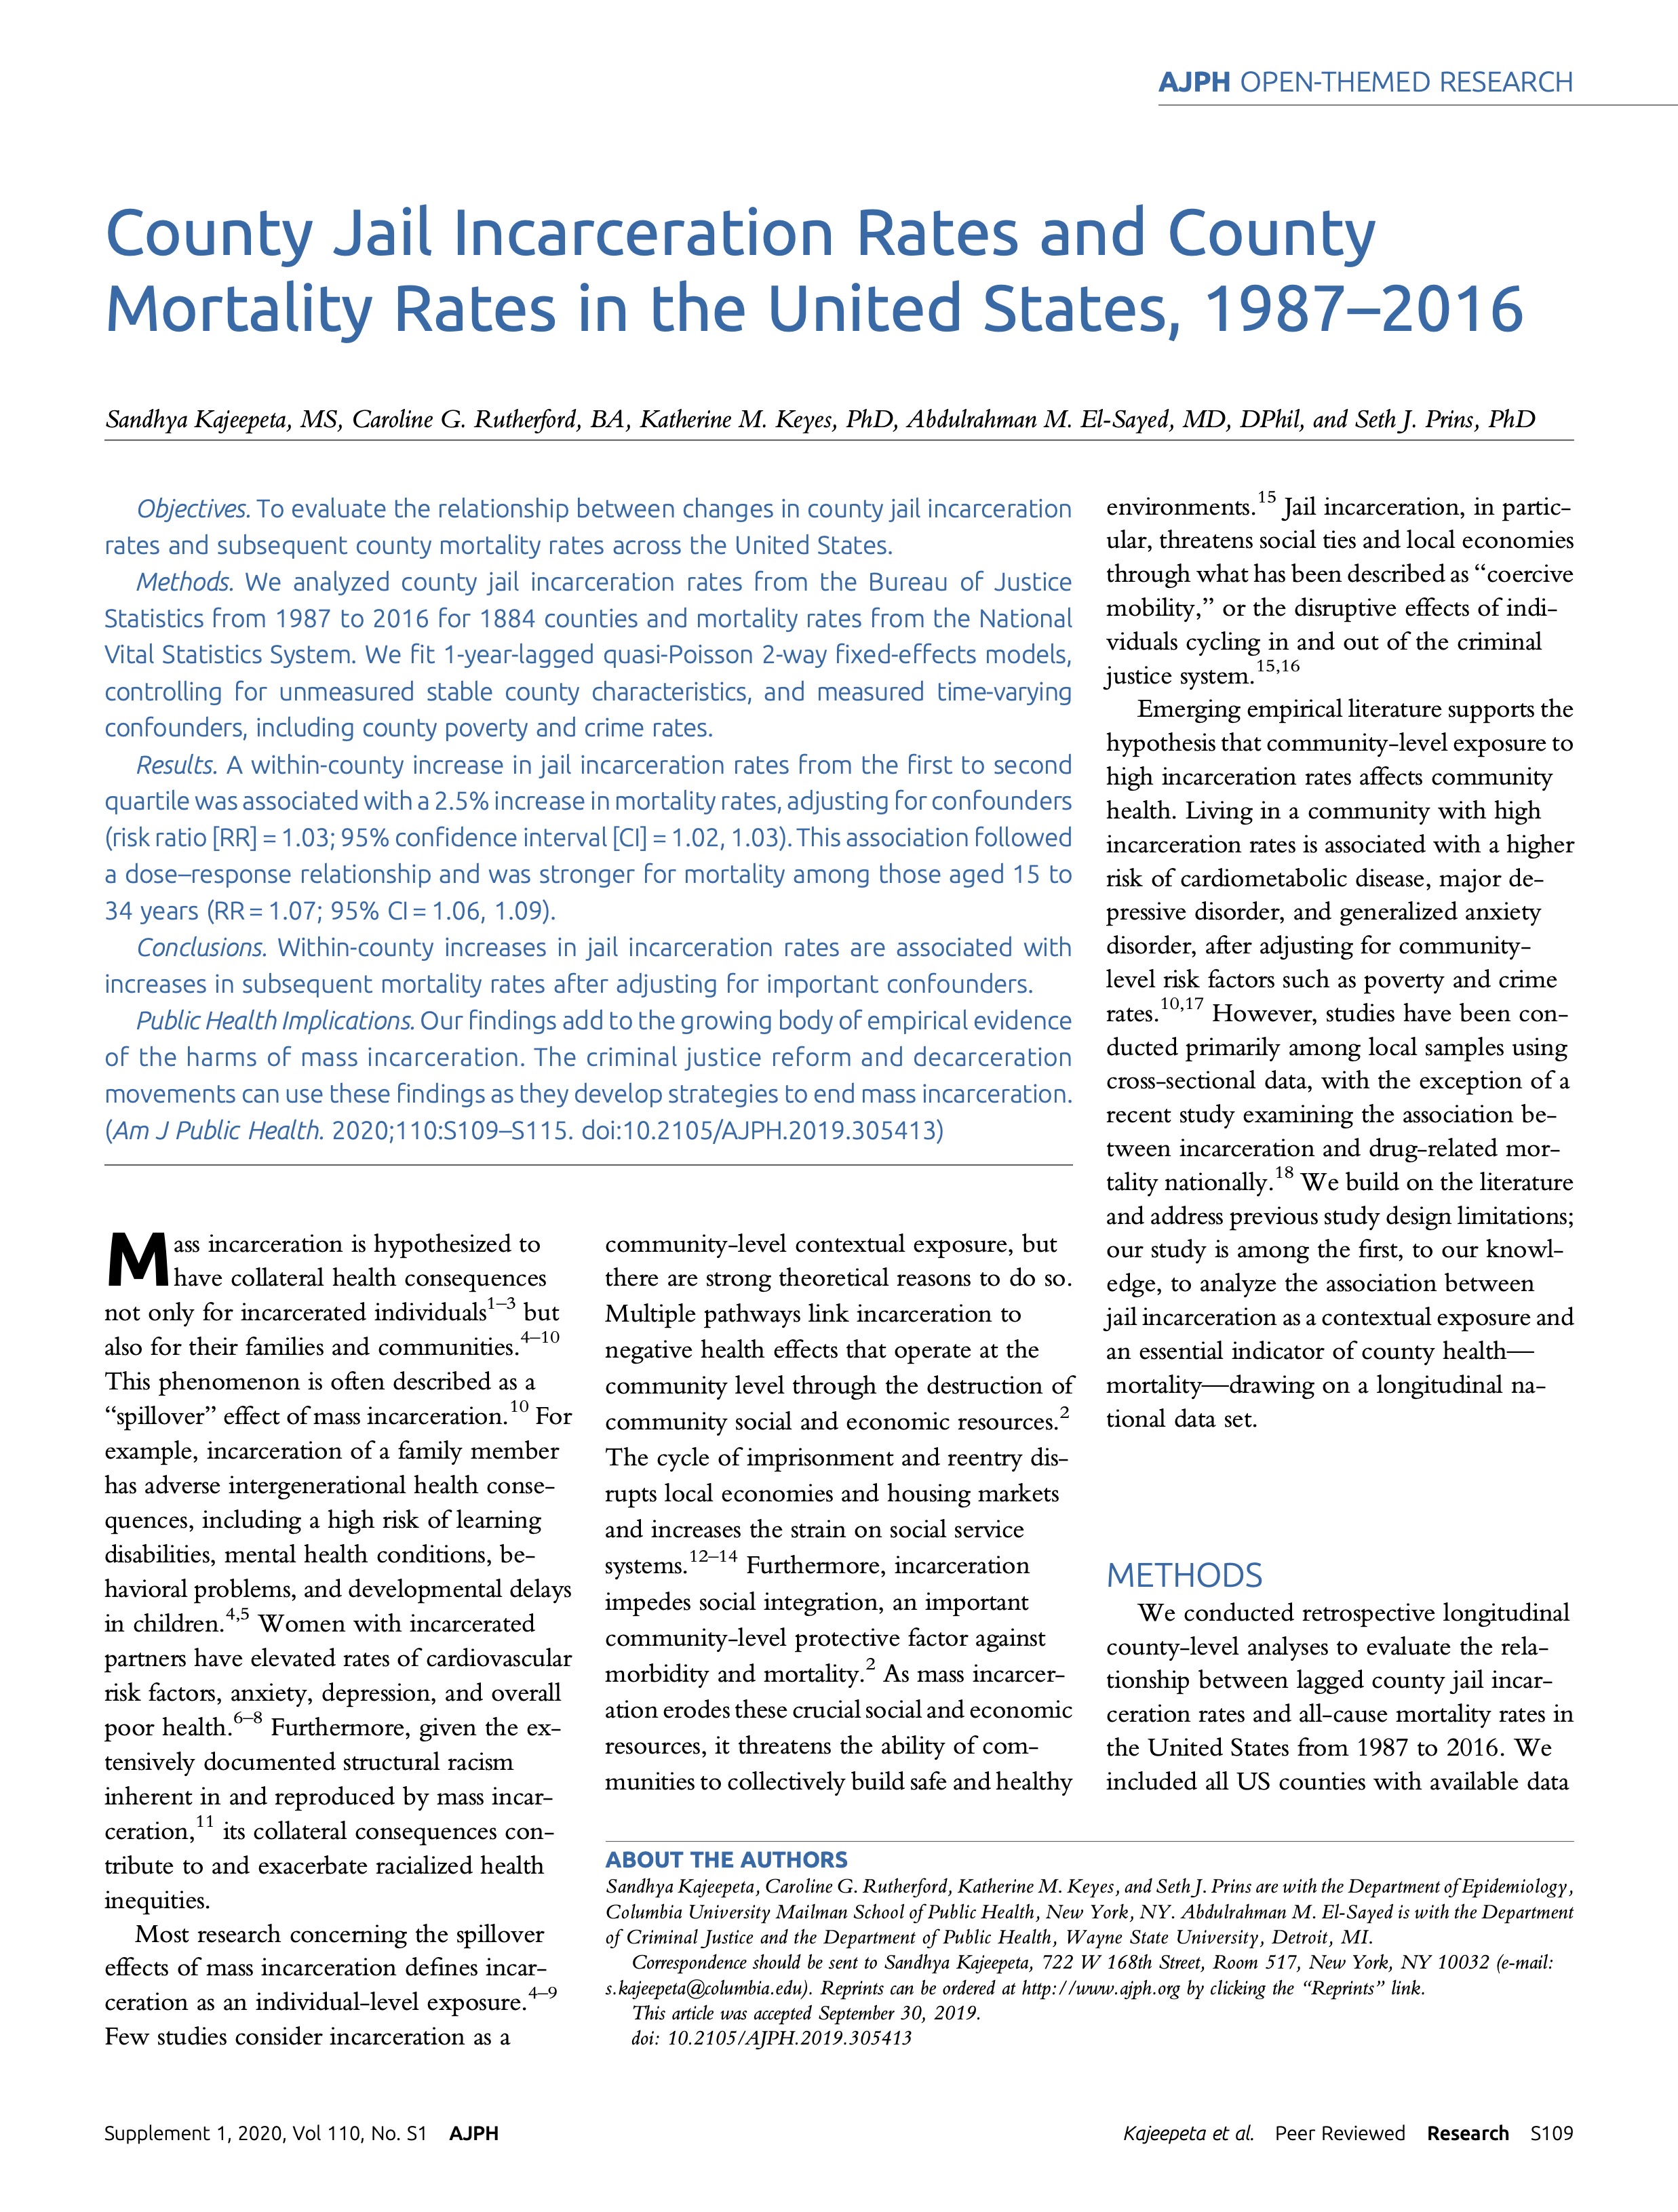 AJPH OPEN-THEMED RESEARCH
County Jail Incarceration Rates and County
Mortality Rates in the United States, 1987–2016
Sandhya Kajeepeta, MS, Caroline G. Rutherford, BA, Katherine M. Keyes, PhD, Abdulrahman M. El-Sayed, MD, DPhil, and Seth J. Prins, PhD
Objectives. To evaluate the relationship between changes in county jail incarceration
rates and subsequent county mortality rates across the United States.
Methods. We analyzed county jail incarceration rates from the Bureau of Justice
Statistics from 1987 to 2016 for 1884 counties and mortality rates from the National
Vital Statistics System. We fit 1-year-lagged quasi-Poisson 2-way fixed-effects models,
controlling for unmeasured stable county characteristics, and measured time-varying
confounders, including county poverty and crime rates.
Results. A within-county increase in jail incarceration rates from the first to second
quartile was associated with a 2.5% increase in mortality rates, adjusting for confounders
(risk ratio [RR] = 1.03; 95% confidence interval [CI] = 1.02, 1.03). This association followed
a dose–response relationship and was stronger for mortality among those aged 15 to
34 years (RR = 1.07; 95% CI = 1.06, 1.09).
Conclusions. Within-county increases in jail incarceration rates are associated with
increases in subsequent mortality rates after adjusting for important confounders.
Public Health Implications. Our findings add to the growing body of empirical evidence
of the harms of mass incarceration. The criminal justice reform and decarceration
movements can use these findings as they develop strategies to end mass incarceration.
(Am J Public Health. 2020;110:S109–S115. doi:10.2105/AJPH.2019.305413)
Mass incarceration is hypothesized to
have collateral health consequences
not only for incarcerated individuals1–3 but
also for their families and communities.4–10
This phenomenon is often described as a
“spillover” effect of mass incarceration.10 For
example, incarceration of a family member
has adverse intergenerational health conse-
quences, including a high risk of learning
disabilities, mental health conditions, be-
havioral problems, and developmental delays
in children.4,5 Women with incarcerated
partners have elevated rates of cardiovascular
risk factors, anxiety, depression, and overall
poor health.6–8 Furthermore, given the ex-
tensively documented structural racism
inherent in and reproduced by mass incar-
ceration,11 its collateral consequences con-
tribute to and exacerbate racialized health
inequities.
Most research concerning the spillover
effects of mass incarceration defines incar-
ceration as an individual-level exposure.4–9
Few studies consider incarceration as a
community-level contextual exposure, but
there are strong theoretical reasons to do so.
Multiple pathways link incarceration to
negative health effects that operate at the
community level through the destruction of
community social and economic resources.2
The cycle of imprisonment and reentry dis-
rupts local economies and housing markets
and increases the strain on social service
systems.12–14 Furthermore, incarceration
impedes social integration, an important
community-level protective factor against
morbidity and mortality.2 As mass incarcer-
ation erodes these crucial social and economic
resources, it threatens the ability of com-
munities to collectively build safe and healthy
environments.15 Jail incarceration, in partic-
ular, threatens social ties and local economies
through what has been described as “coercive
mobility,” or the disruptive effects of indi-
viduals cycling in and out of the criminal
justice system.15,16
Emerging empirical literature supports the
hypothesis that community-level exposure to
high incarceration rates affects community
health. Living in a community with high
incarceration rates is associated with a higher
risk of cardiometabolic disease, major de-
pressive disorder, and generalized anxiety
disorder, after adjusting for community-
level risk factors such as poverty and crime
rates.10,17 However, studies have been con-
ducted primarily among local samples using
cross-sectional data, with the exception of a
recent study examining the association be-
tween incarceration and drug-related mor-
tality nationally.18 We build on the literature
and address previous study design limitations;
our study is among the first, to our knowl-
edge, to analyze the association between
jail incarceration as a contextual exposure and
an essential indicator of county health—
mortality—drawing on a longitudinal na-
tional data set.
METHODS
We conducted retrospective longitudinal
county-level analyses to evaluate the rela-
tionship between lagged county jail incar-
ceration rates and all-cause mortality rates in
the United States from 1987 to 2016. We
included all US counties with available data
ABOUT THE AUTHORS
Sandhya Kajeepeta, Caroline G. Rutherford, Katherine M. Keyes, and Seth J. Prins are with the Department of Epidemiology,
Columbia University Mailman School of Public Health, New York, NY. Abdulrahman M. El-Sayed is with the Department
of Criminal Justice and the Department of Public Health, Wayne State University, Detroit, MI.
Correspondence should be sent to Sandhya Kajeepeta, 722 W 168th Street, Room 517, New York, NY 10032 (e-mail:
s.kajeepeta@columbia.edu). Reprints can be ordered at http://www.ajph.org by clicking the “Reprints” link.
This article was accepted September 30, 2019.
doi: 10.2105/AJPH.2019.305413
Supplement 1, 2020, Vol 110, No. S1 AJPH
Kajeepeta et al. Peer Reviewed Research S109